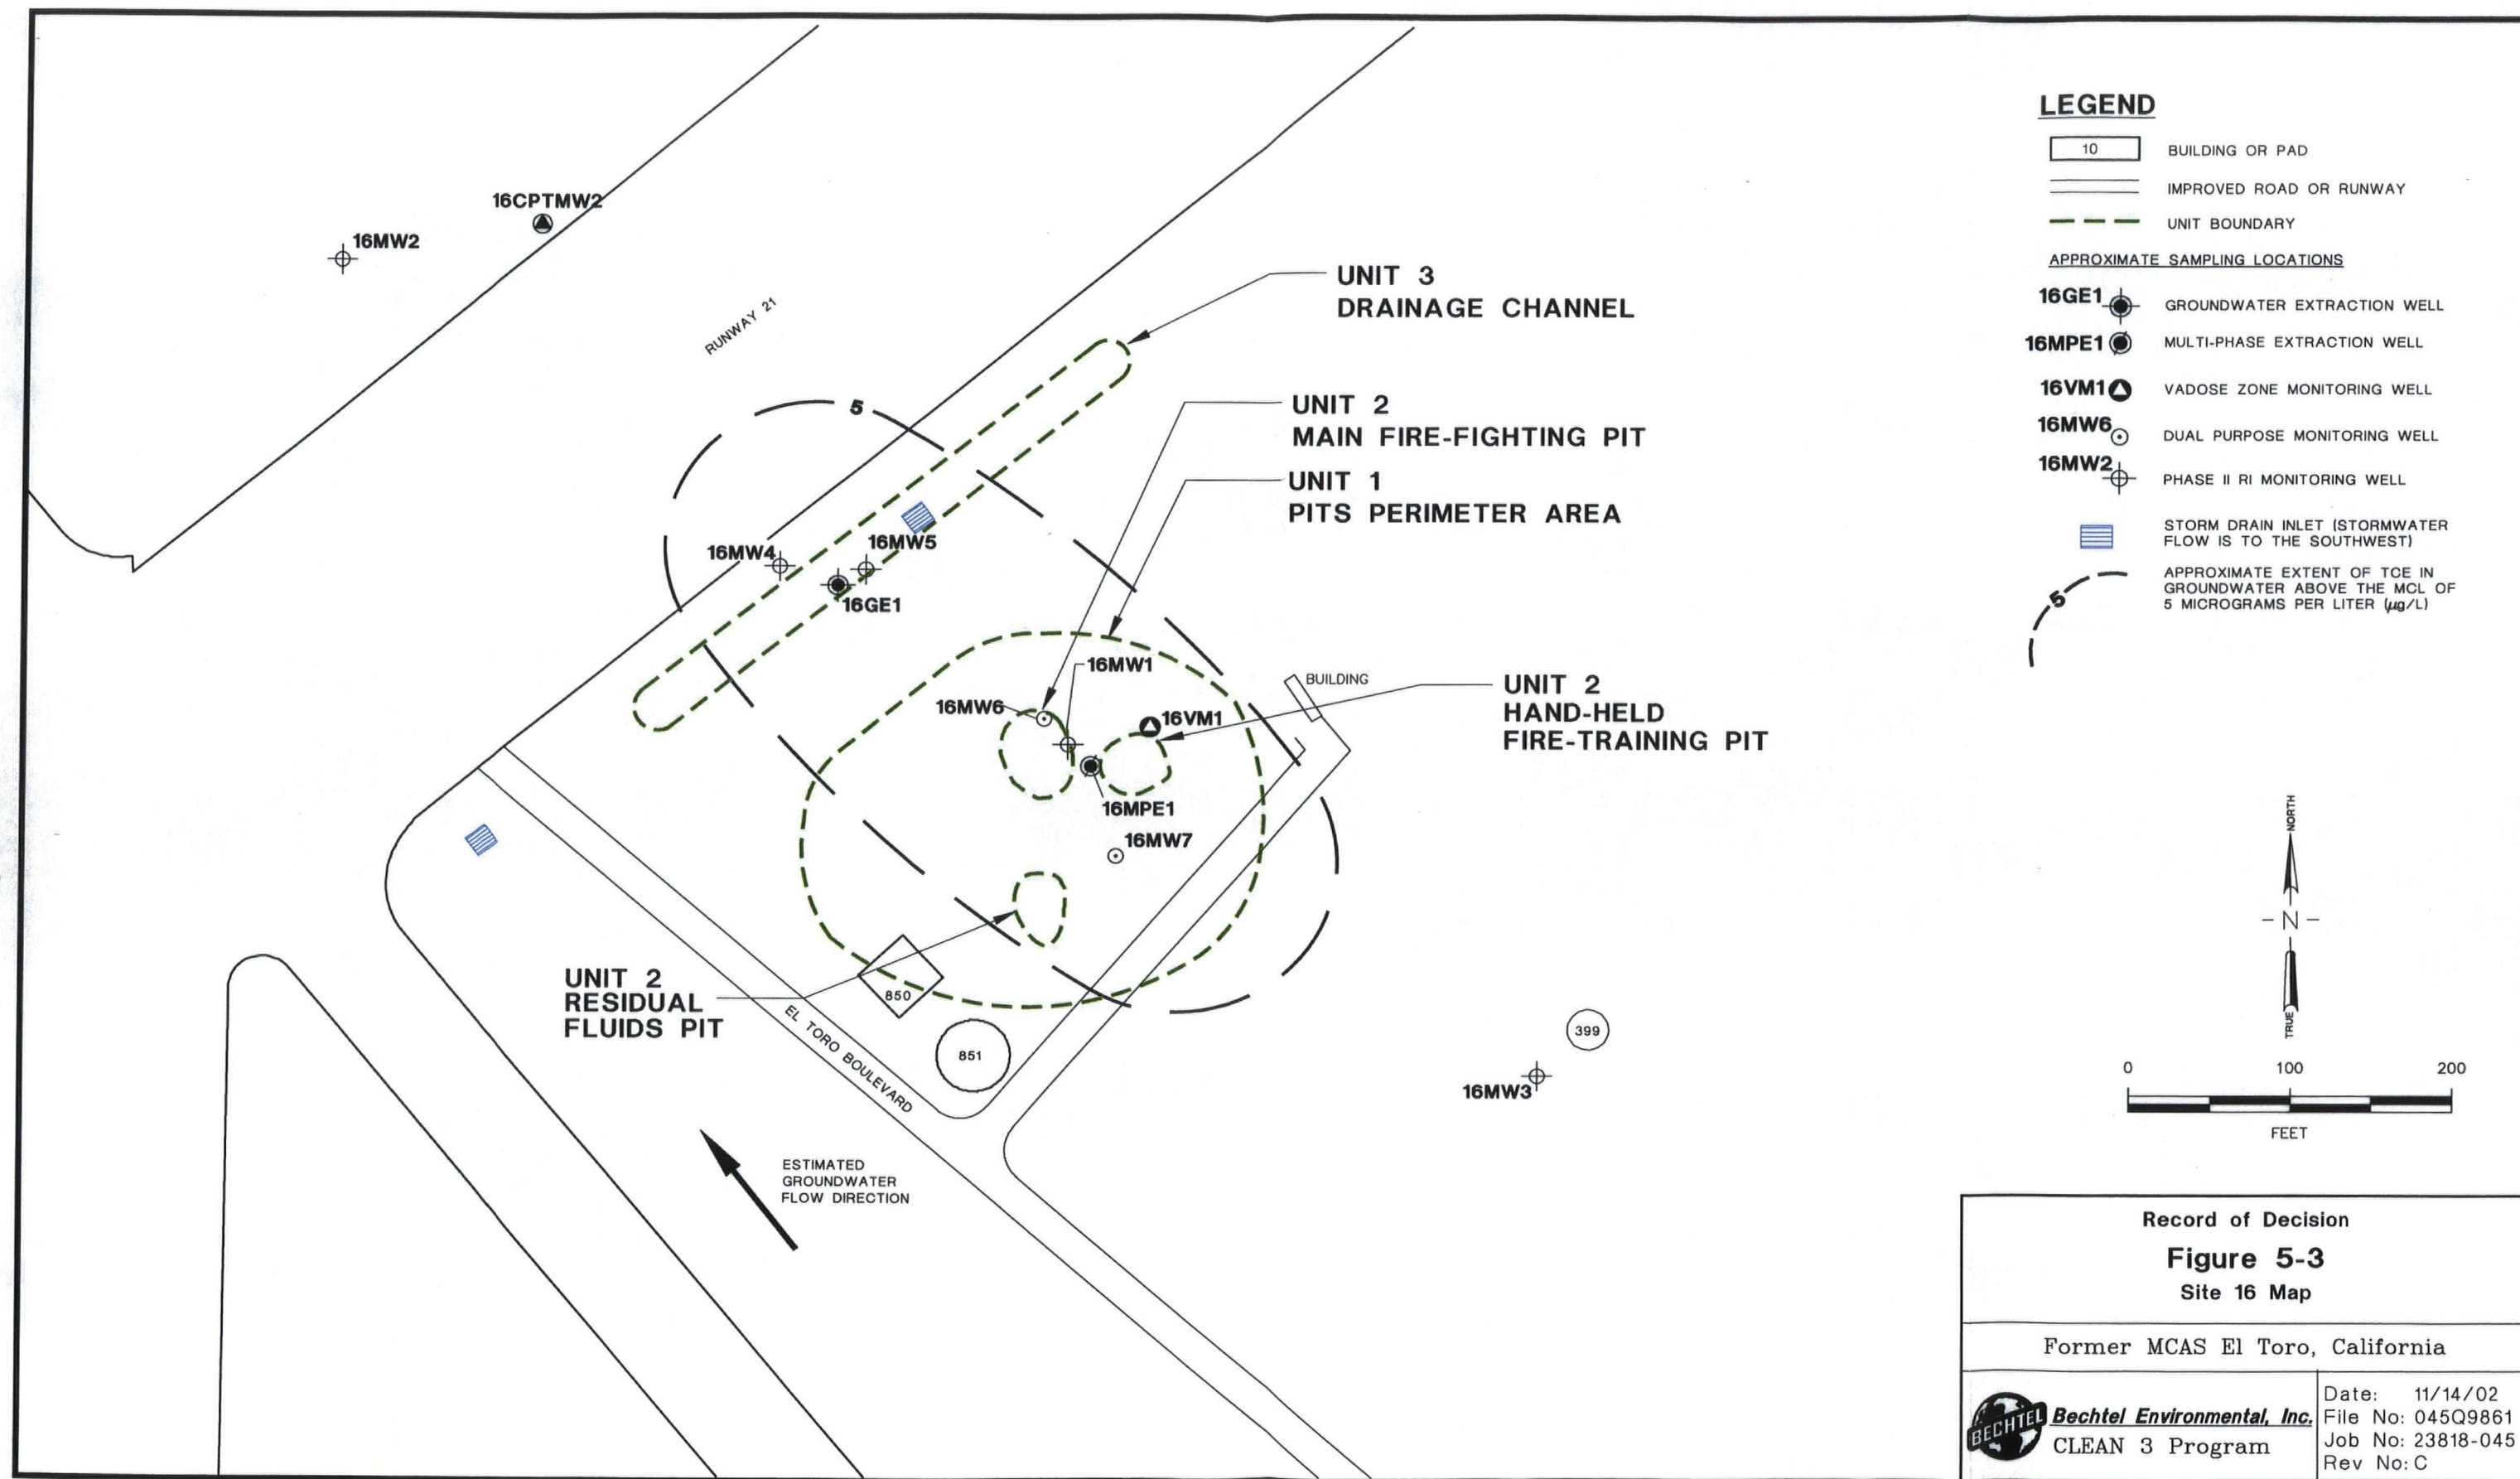 16CPTMW2
16MW2
RUNWAY 21
UNIT 3
DRAINAGE CHANNEL
5
UNIT 2
MAIN FIRE-FIGHTING PIT
UNIT 1
PITS PERIMETER AREA
16MW4
16MW5
16GE1
16MW1
16MW6
16VM1
BUILDING
UNIT 2
HAND-HELD
FIRE-TRAINING PIT
16MPE1
16MW7
UNIT 2
RESIDUAL
FLUIDS PIT
850
851
EL TORO BOULEVARD
399
16MW3
ESTIMATED
GROUNDWATER
FLOW DIRECTION
LEGEND
10 BUILDING OR PAD
IMPROVED ROAD OR RUNWAY
UNIT BOUNDARY
APPROXIMATE SAMPLING LOCATIONS
16GE1 GROUNDWATER EXTRACTION WELL
16MPE1 MULTI-PHASE EXTRACTION WELL
16VM1 VADOSE ZONE MONITORING WELL
16MW6 DUAL PURPOSE MONITORING WELL
16MW2 PHASE II RI MONITORING WELL
STORM DRAIN INLET (STORMWATER
FLOW IS TO THE SOUTHWEST)
5 APPROXIMATE EXTENT OF TCE IN
GROUNDWATER ABOVE THE MCL OF
5 MICROGRAMS PER LITER (µg/L)
NORTH
N
TRUE
0 100 200
FEET
Record of Decision
Figure 5-3
Site 16 Map
Former MCAS El Toro, California
BECHTEL
Bechtel Environmental, Inc.
CLEAN 3 Program
Date: 11/14/02
File No: 045Q9861
Job No: 23818-045
Rev No: C